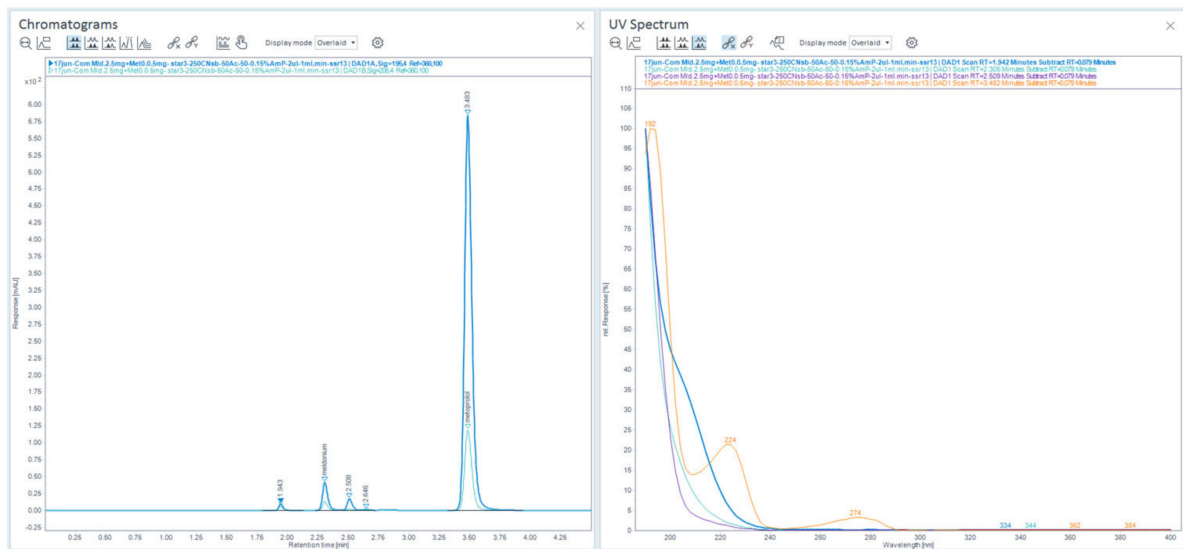 Chromatograms
Display mode Overlaid
17jun-Com Mld.2.5mg+Met0.0.5mg- star3-250CNsb-50Ac-50-0.15%AmP-2ul-1ml.min-ssr13 | DAD1A,Sig=195,4 Ref=360,100
17jun-Com Mld.2.5mg+Met0.0.5mg- star3-250CNsb-50Ac-50-0.15%AmP-2ul-1ml.min-ssr13 | DAD1B,Sig=205,4 Ref=360,100
x10²
6.00
5.75
5.50
5.25
5.00
4.75
4.50
4.25
4.00
3.75
3.50
3.25
3.00
2.75
2.50
2.25
2.00
1.75
1.50
1.25
1.00
0.75
0.50
0.25
0.00
-0.25
Response [mAU]
1.943
meldonium
2.508
2.646
3.483
metoprolol
0.25 0.50 0.75 1.00 1.25 1.50 1.75 2.00 2.25 2.50 2.75 3.00 3.25 3.50 3.75 4.00 4.25
Retention time [min]
UV Spectrum
Display mode Overlaid
17jun-Com Mld.2.5mg+Met0.0.5mg- star3-250CNsb-50Ac-50-0.15%AmP-2ul-1ml.min-ssr13 | DAD1 Scan RT=1.942 Minutes Subtract RT=0.079 Minutes
17jun-Com Mld.2.5mg+Met0.0.5mg- star3-250CNsb-50Ac-50-0.15%AmP-2ul-1ml.min-ssr13 | DAD1 Scan RT=2.306 Minutes Subtract RT=0.079 Minutes
17jun-Com Mld.2.5mg+Met0.0.5mg- star3-250CNsb-50Ac-50-0.15%AmP-2ul-1ml.min-ssr13 | DAD1 Scan RT=2.509 Minutes Subtract RT=0.079 Minutes
17jun-Com Mld.2.5mg+Met0.0.5mg- star3-250CNsb-50Ac-50-0.15%AmP-2ul-1ml.min-ssr13 | DAD1 Scan RT=3.482 Minutes Subtract RT=0.079 Minutes
110
105
100
95
90
85
80
75
70
65
60
55
50
45
40
35
30
25
20
15
10
5
0
rel. Response [%]
192
224
274
334 344 362 384
200 220 240 260 280 300 320 340 360 380 400
Wavelength [nm]